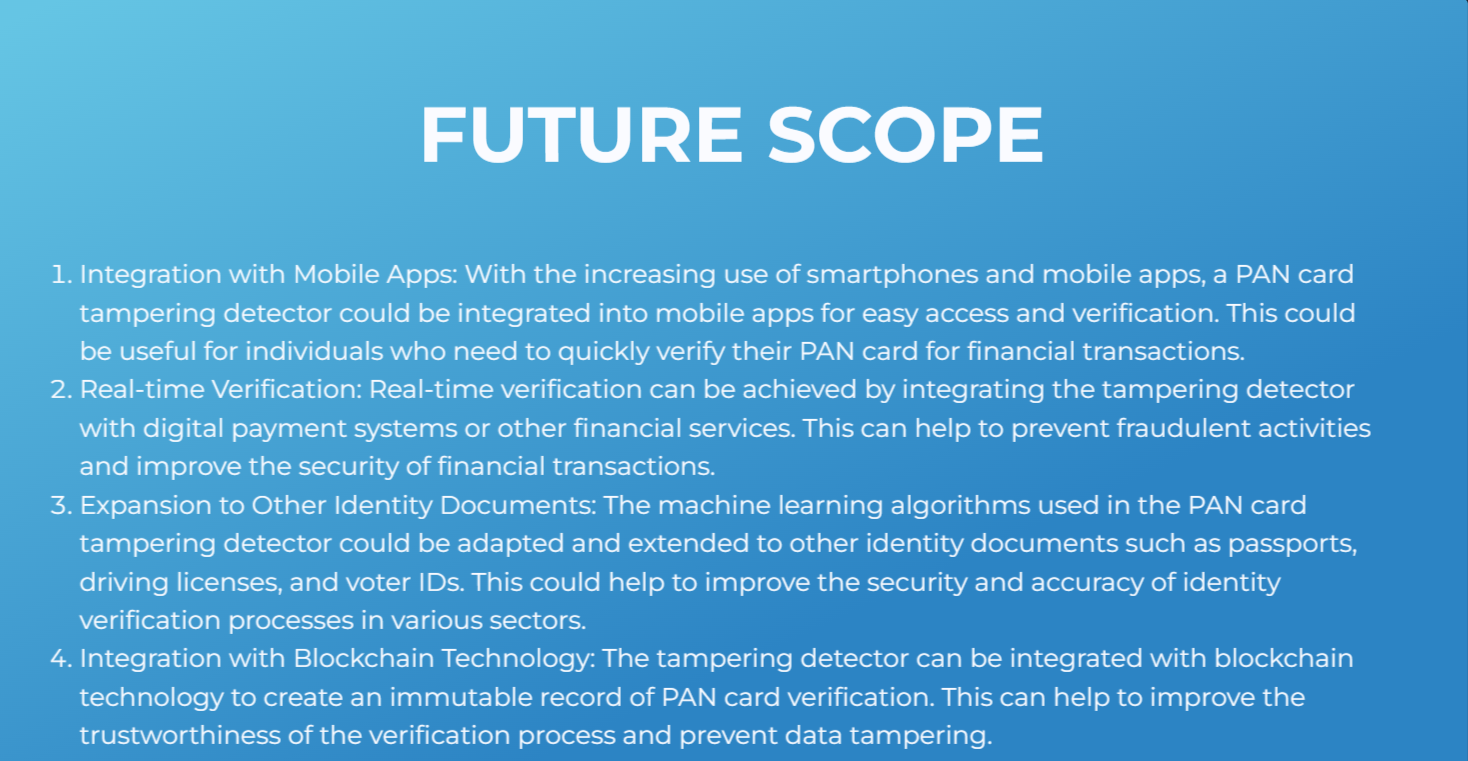 FUTURE SCOPE
1. Integration with Mobile Apps: With the increasing use of smartphones and mobile apps, a PAN card
tampering detector could be integrated into mobile apps for easy access and verification. This could
be useful for individuals who need to quickly verify their PAN card for financial transactions.
2. Real-time Verification: Real-time verification can be achieved by integrating the tampering detector
with digital payment systems or other financial services. This can help to prevent fraudulent activities
and improve the security of financial transactions.
3. Expansion to Other Identity Documents: The machine learning algorithms used in the PAN card
tampering detector could be adapted and extended to other identity documents such as passports,
driving licenses, and voter IDs. This could help to improve the security and accuracy of identity
verification processes in various sectors.
4. Integration with Blockchain Technology: The tampering detector can be integrated with blockchain
technology to create an immutable record of PAN card verification. This can help to improve the
trustworthiness of the verification process and prevent data tampering.